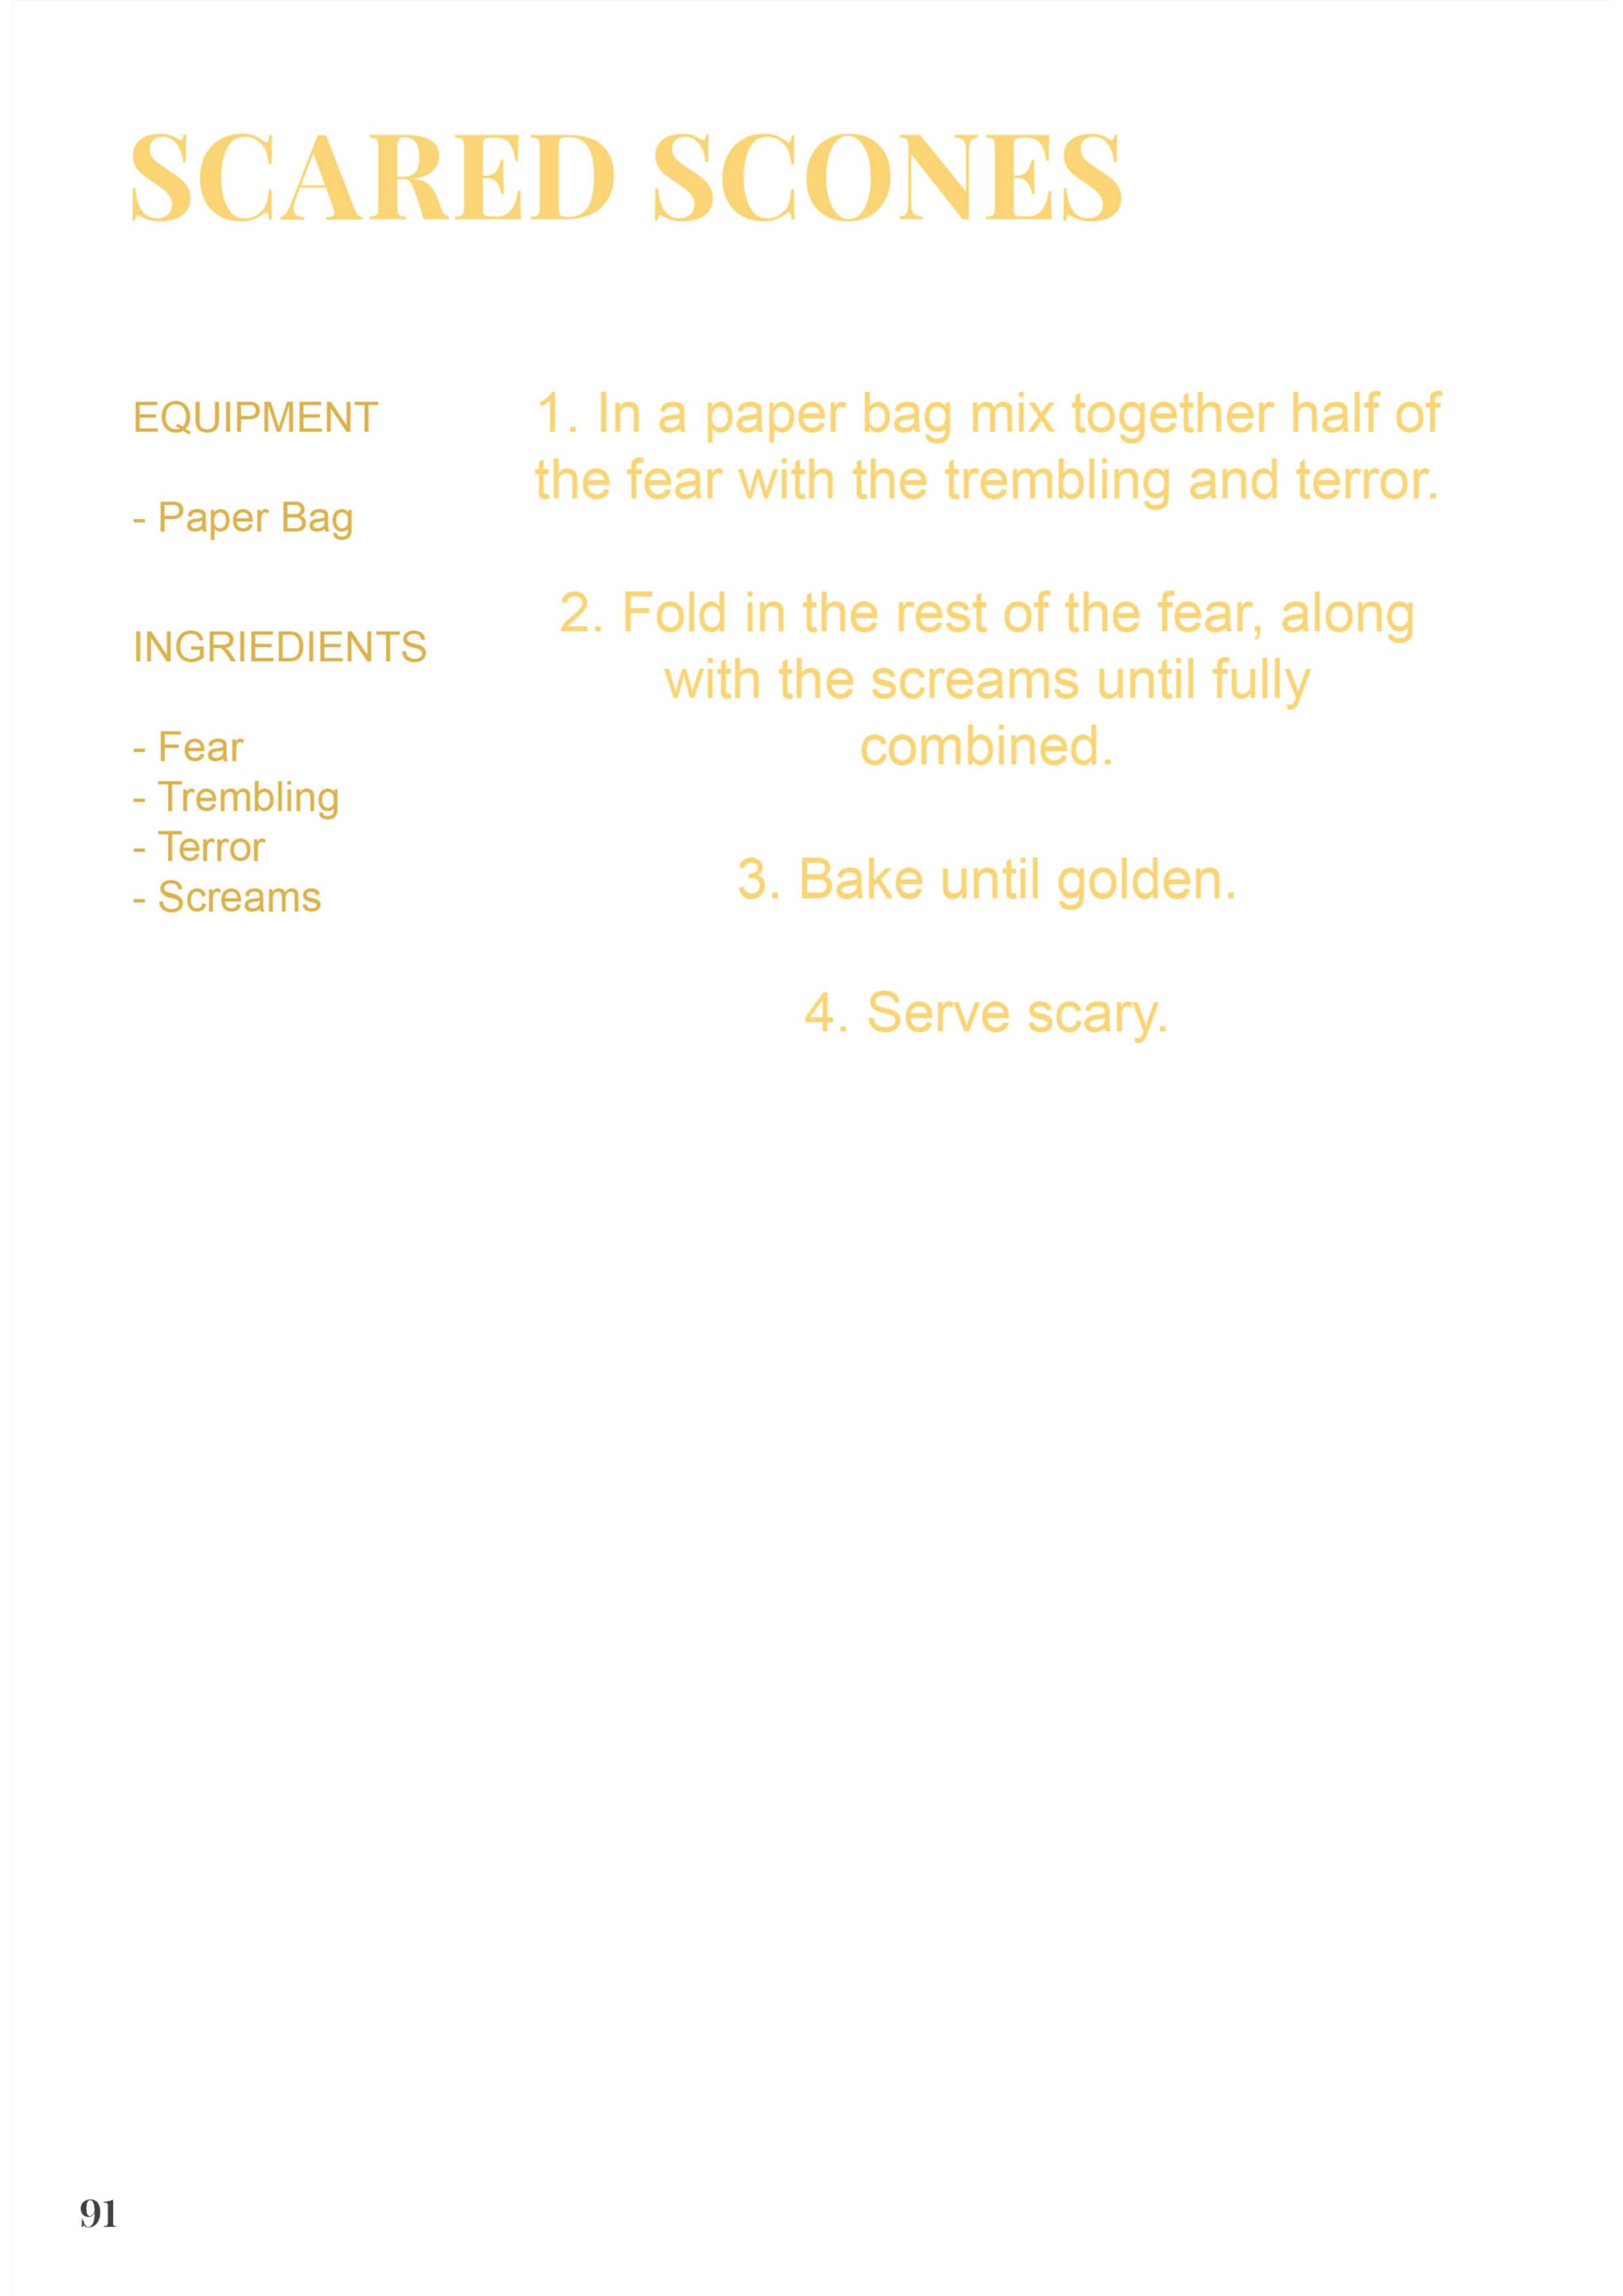 SCARED SCONES
EQUIPMENT
- Paper Bag
INGRIEDIENTS
- Fear
- Trembling
- Terror
- Screams
1. In a paper bag mix together half of
the fear with the trembling and terror.
2. Fold in the rest of the fear, along
with the screams until fully
combined.
3. Bake until golden.
4. Serve scary.
91